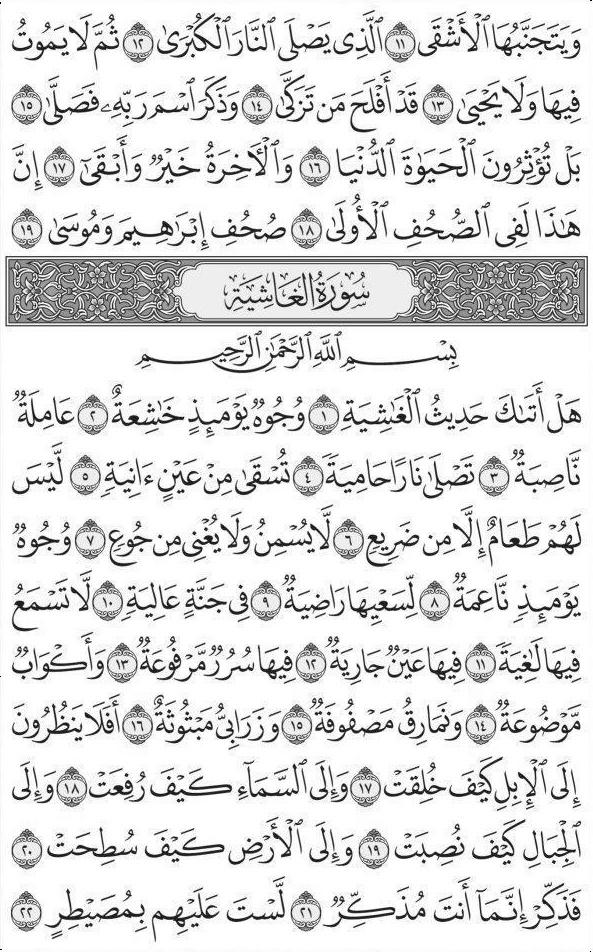 وَيَتَجَنَّبُهَا ٱلْأَشْقَى ١١ ٱلَّذِى يَصْلَى ٱلنَّارَ ٱلْكُبْرَىٰ ١٢ ثُمَّ لَا يَمُوتُ
فِيهَا وَلَا يَحْيَىٰ ١٣ قَدْ أَفْلَحَ مَن تَزَكَّىٰ ١٤ وَذَكَرَ ٱسْمَ رَبِّهِۦ فَصَلَّىٰ ١٥
بَلْ تُؤْثِرُونَ ٱلْحَيَوٰةَ ٱلدُّنْيَا ١٦ وَٱلْـَٔاخِرَةُ خَيْرٌ وَأَبْقَىٰٓ ١٧ إِنَّ
هَـٰذَا لَفِى ٱلصُّحُفِ ٱلْأُولَىٰ ١٨ صُحُفِ إِبْرَٰهِيمَ وَمُوسَىٰ ١٩
سُورَةُ الغَاشِيَةِ
بِسْمِ ٱللَّهِ ٱلرَّحْمَـٰنِ ٱلرَّحِيمِ
هَلْ أَتَىٰكَ حَدِيثُ ٱلْغَـٰشِيَةِ ١ وُجُوهٌ يَوْمَئِذٍ خَـٰشِعَةٌ ٢ عَامِلَةٌ
نَّاصِبَةٌ ٣ تَصْلَىٰ نَارًا حَامِيَةً ٤ تُسْقَىٰ مِنْ عَيْنٍ ءَانِيَةٍ ٥ لَّيْسَ
لَهُمْ طَعَامٌ إِلَّا مِن ضَرِيعٍ ٦ لَّا يُسْمِنُ وَلَا يُغْنِى مِن جُوعٍ ٧ وُجُوهٌ
يَوْمَئِذٍ نَّاعِمَةٌ ٨ لِّسَعْيِهَا رَاضِيَةٌ ٩ فِى جَنَّةٍ عَالِيَةٍ ١٠ لَّا تَسْمَعُ
فِيهَا لَـٰغِيَةً ١١ فِيهَا عَيْنٌ جَارِيَةٌ ١٢ فِيهَا سُرُرٌ مَّرْفُوعَةٌ ١٣ وَأَكْوَابٌ
مَّوْضُوعَةٌ ١٤ وَنَمَارِقُ مَصْفُوفَةٌ ١٥ وَزَرَابِىُّ مَبْثُوثَةٌ ١٦ أَفَلَا يَنظُرُونَ
إِلَى ٱلْإِبِلِ كَيْفَ خُلِقَتْ ١٧ وَإِلَى ٱلسَّمَآءِ كَيْفَ رُفِعَتْ ١٨ وَإِلَى
ٱلْجِبَالِ كَيْفَ نُصِبَتْ ١٩ وَإِلَى ٱلْأَرْضِ كَيْفَ سُطِحَتْ ٢٠
فَذَكِّرْ إِنَّمَآ أَنتَ مُذَكِّرٌ ٢١ لَّسْتَ عَلَيْهِم بِمُصَيْطِرٍ ٢٢